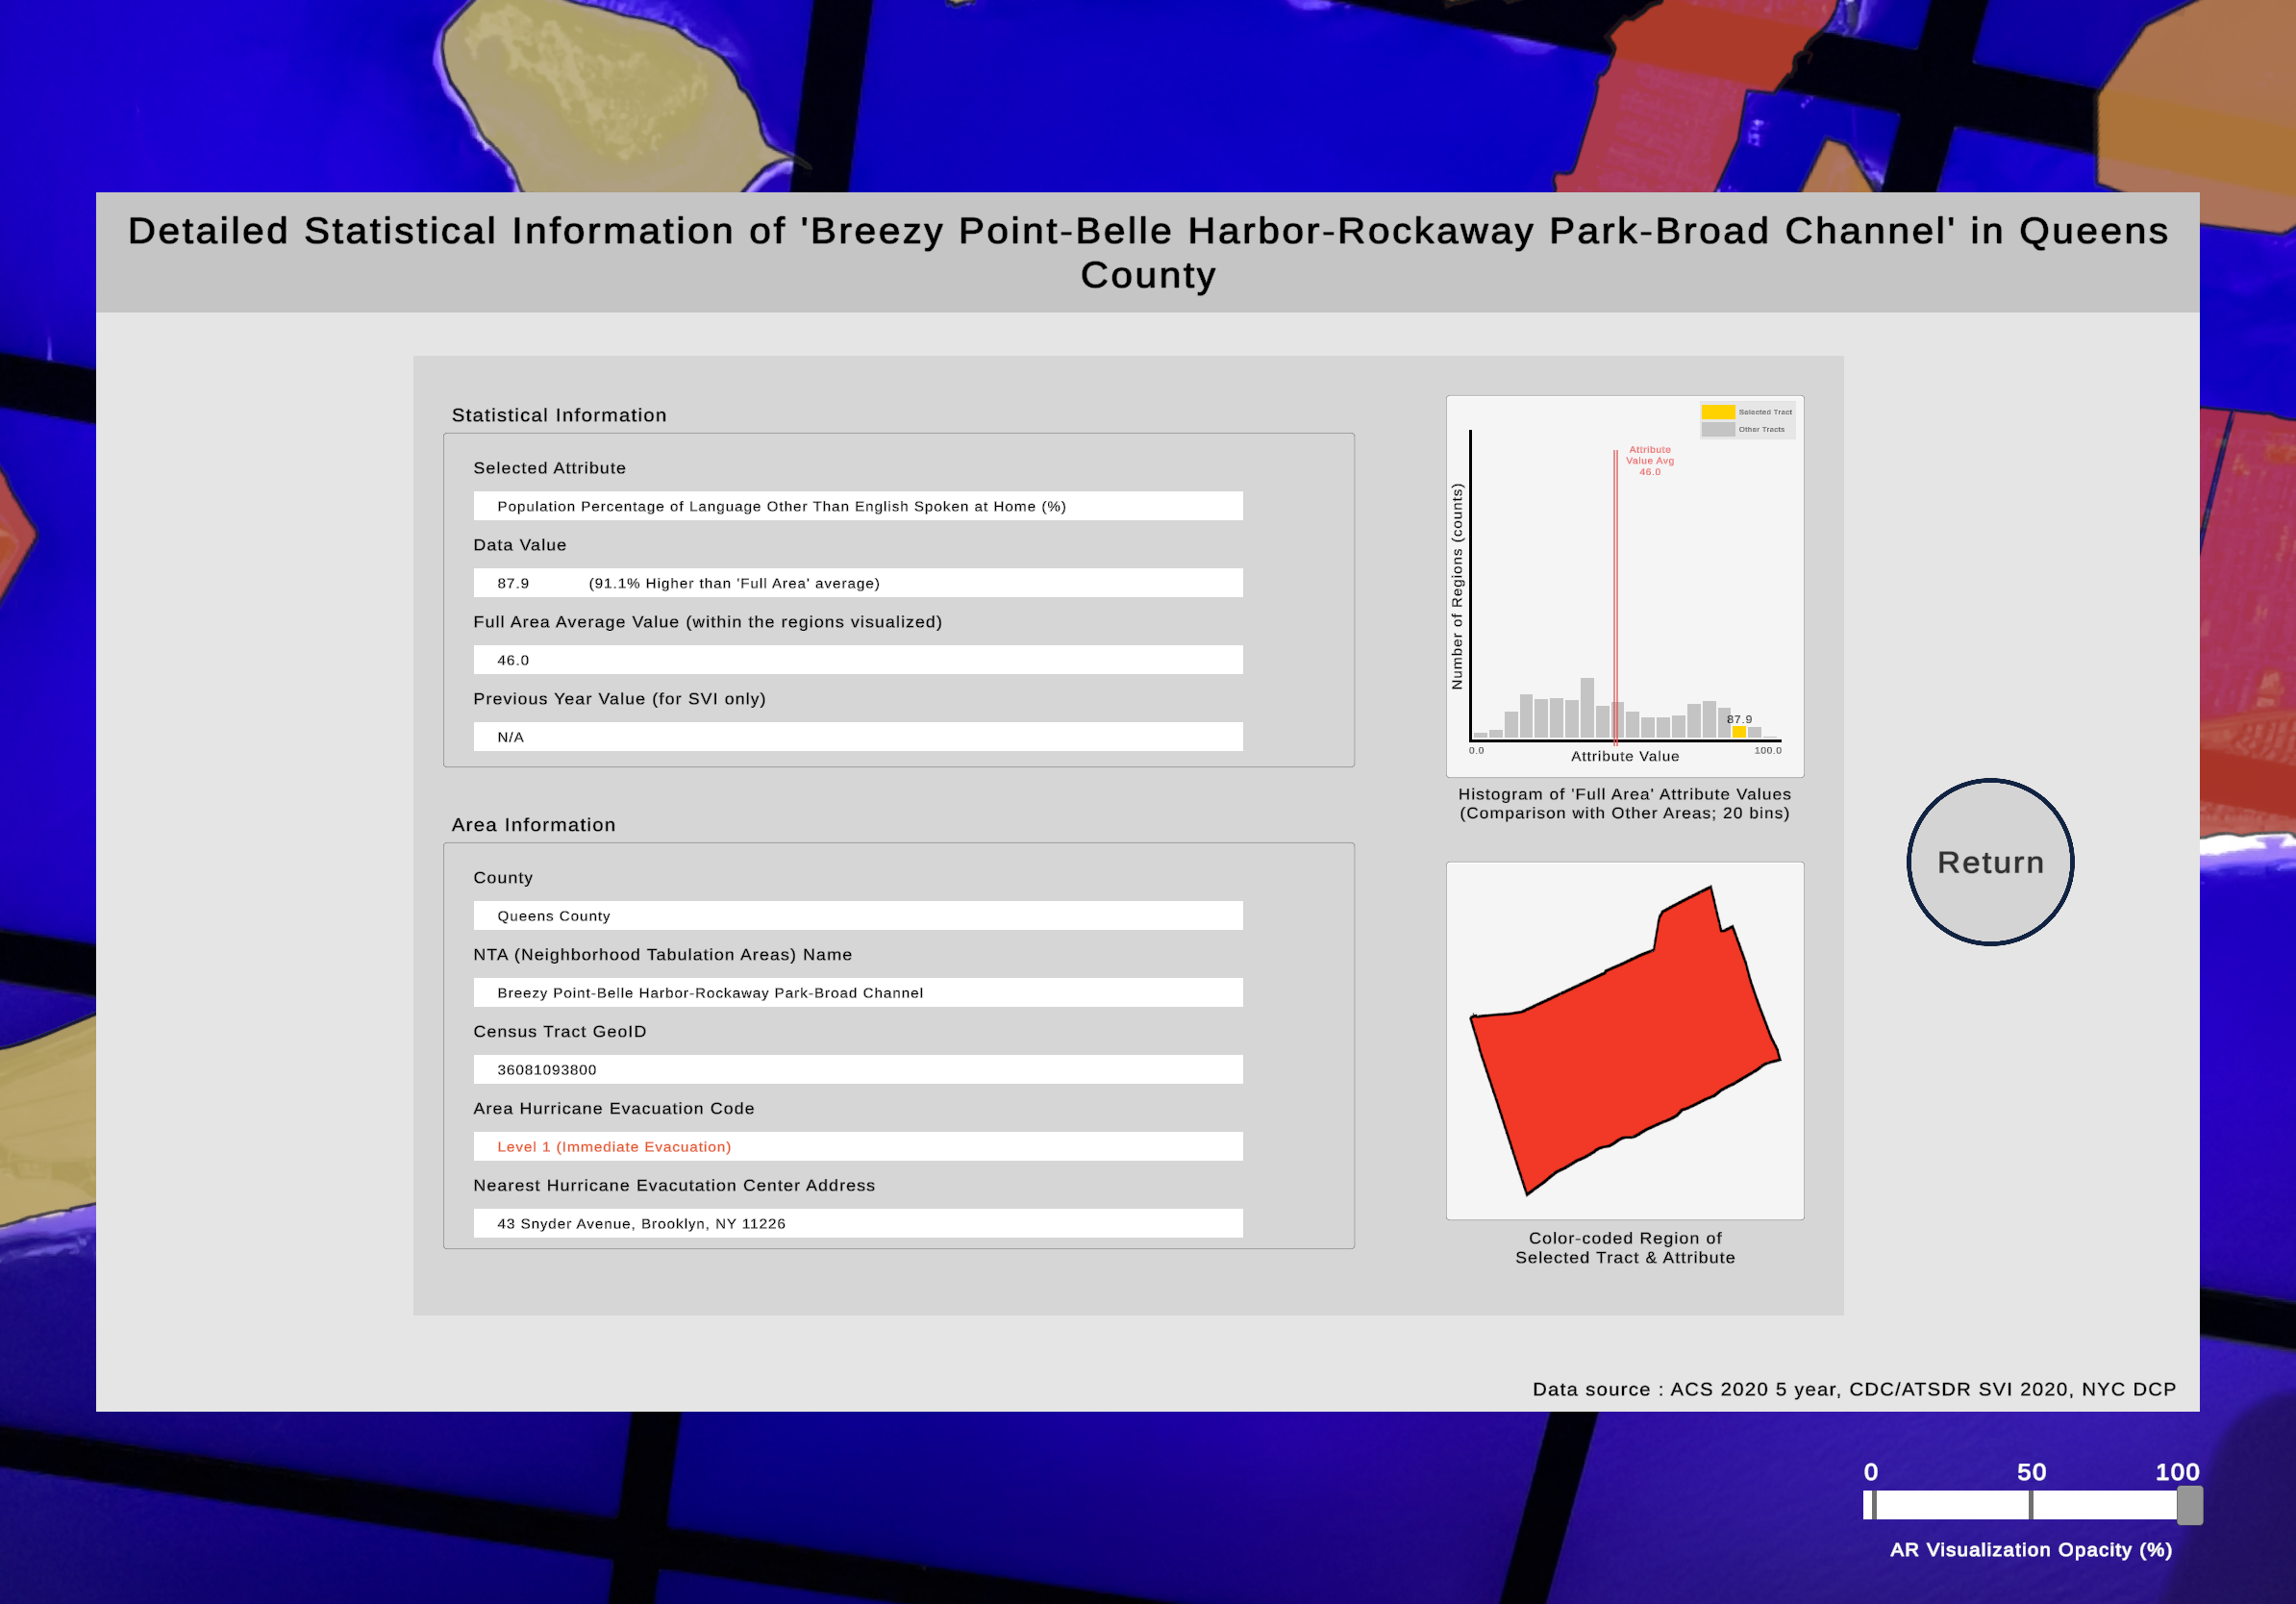 Detailed Statistical Information of 'Breezy Point-Belle Harbor-Rockaway Park-Broad Channel' in Queens
County
Statistical Information
Selected Attribute
Population Percentage of Language Other Than English Spoken at Home (%)
Data Value
87.9 (91.1% Higher than 'Full Area' average)
Full Area Average Value (within the regions visualized)
46.0
Previous Year Value (for SVI only)
N/A
Area Information
County
Queens County
NTA (Neighborhood Tabulation Areas) Name
Breezy Point-Belle Harbor-Rockaway Park-Broad Channel
Census Tract GeoID
36081093800
Area Hurricane Evacuation Code
Level 1 (Immediate Evacuation)
Nearest Hurricane Evacutation Center Address
43 Snyder Avenue, Brooklyn, NY 11226
Selected Tract
Other Tracts
Attribute
Value Avg
46.0
Number of Regions (counts)
87.9
0.0
100.0
Attribute Value
Histogram of 'Full Area' Attribute Values
(Comparison with Other Areas; 20 bins)
Color-coded Region of
Selected Tract & Attribute
Return
Data source : ACS 2020 5 year, CDC/ATSDR SVI 2020, NYC DCP
0 50 100
AR Visualization Opacity (%)